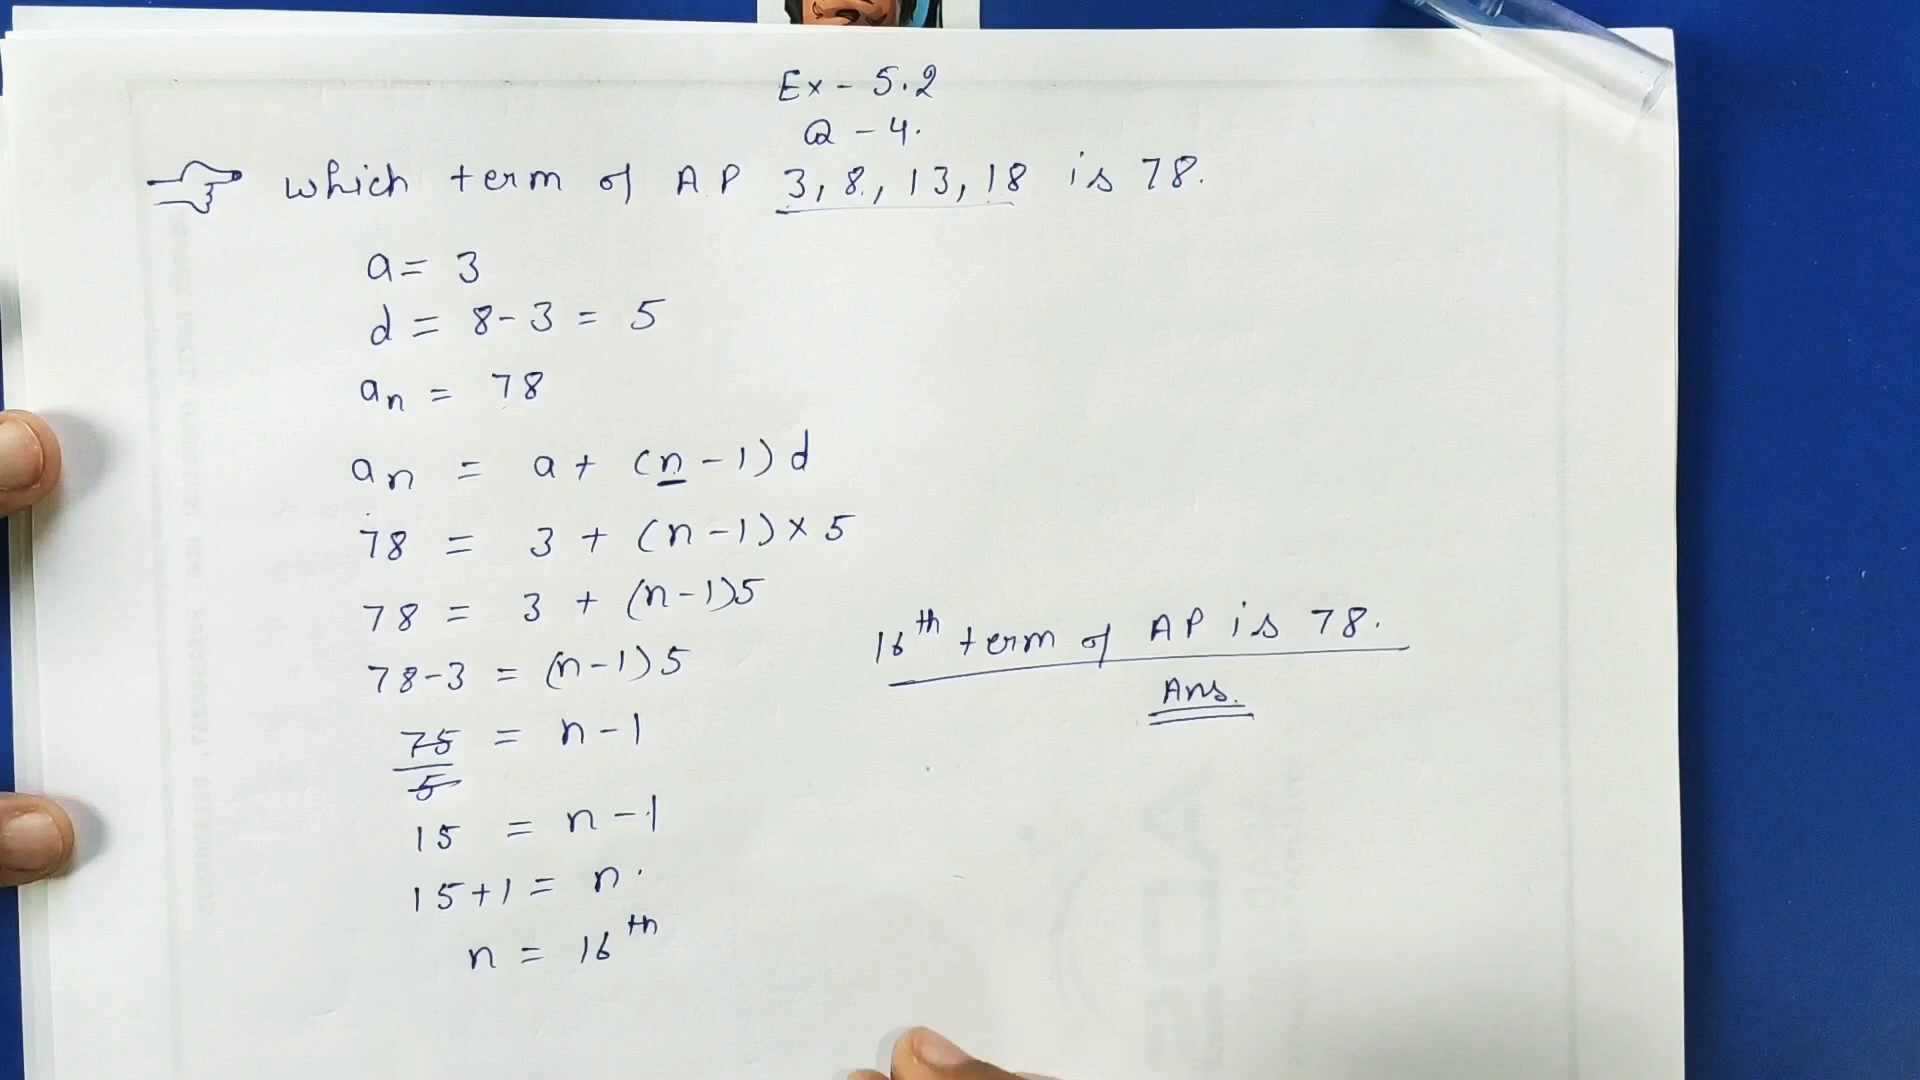 Ex - 5.2
Q - 4.
which term of AP 3, 8, 13, 18 is 78.
a = 3
d = 8 - 3 = 5
an = 78
an = a + (n - 1) d
78 = 3 + (n - 1) × 5
78 = 3 + (n - 1)5
78 - 3 = (n - 1) 5
75/5 = n - 1
15 = n - 1
15 + 1 = n.
n = 16th
16th term of AP is 78.
Ans.